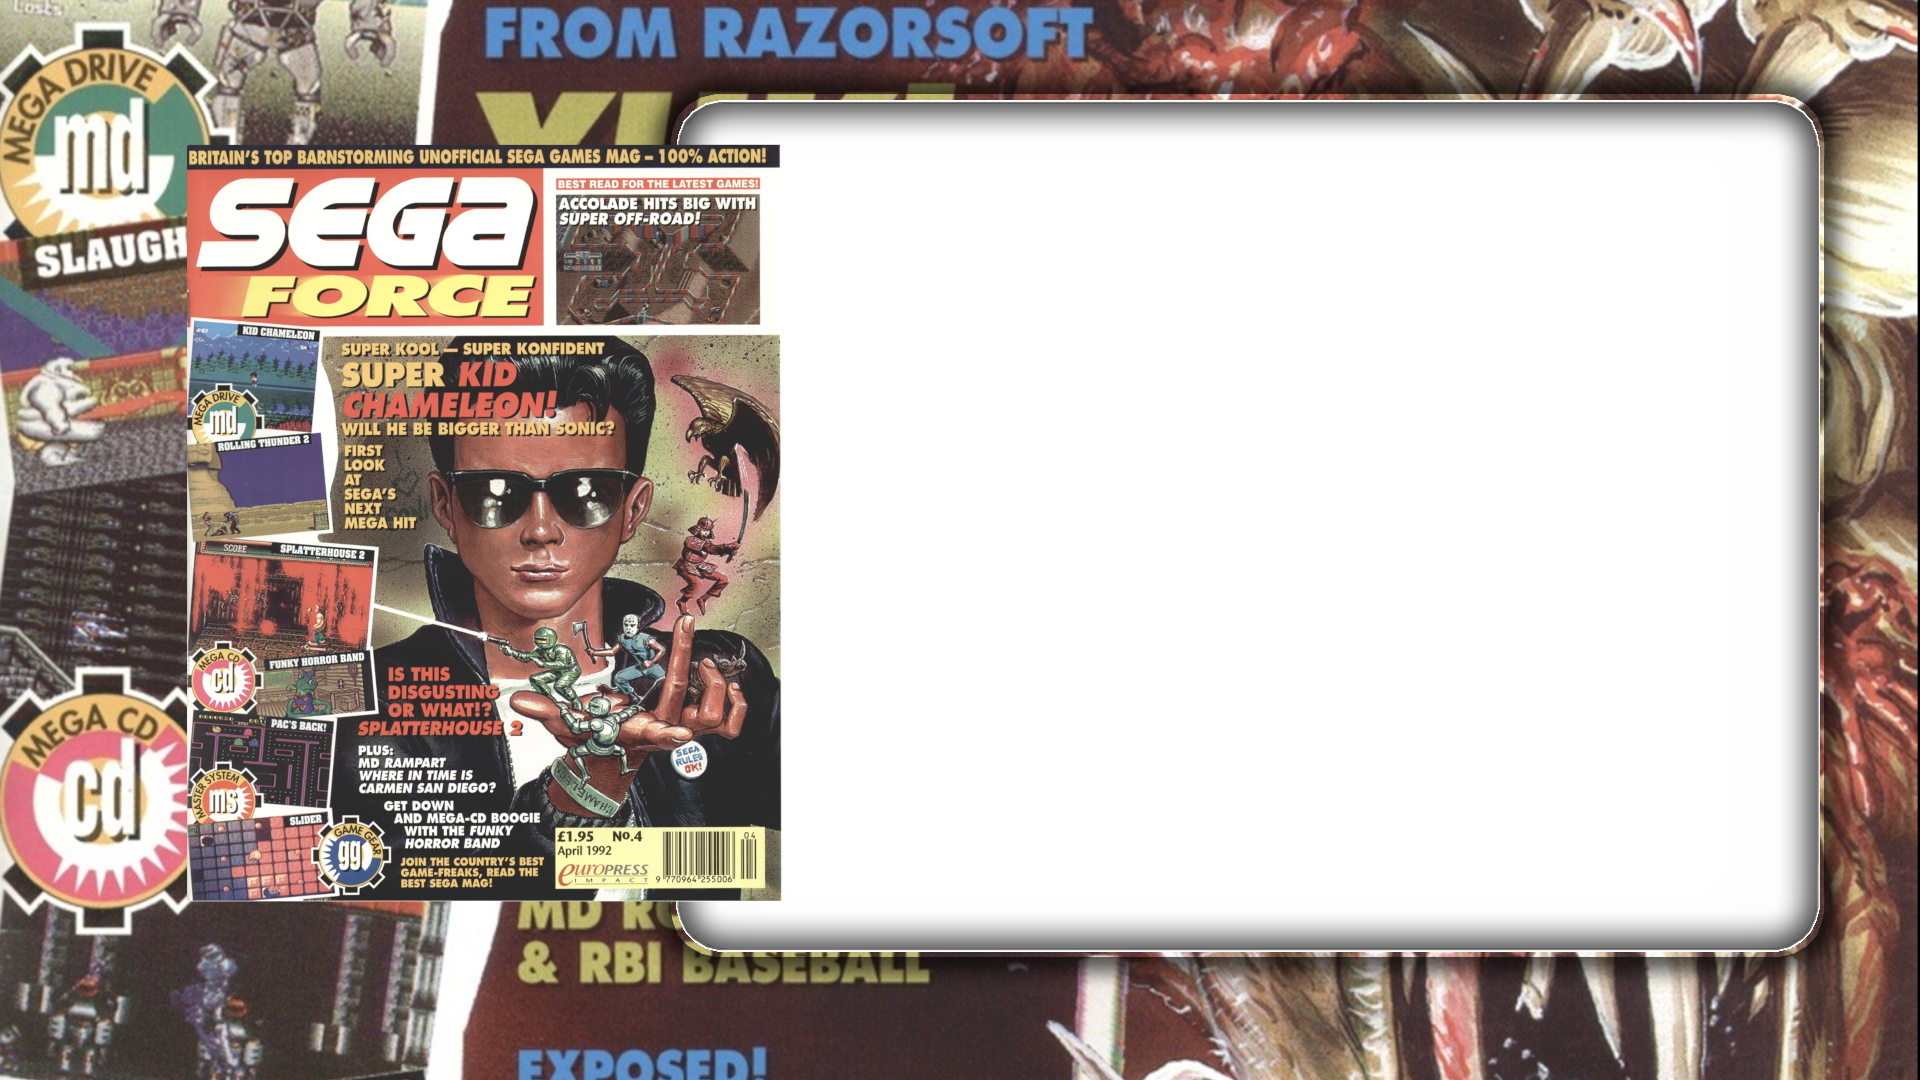 Losts
FROM RAZORSOFT
MEGA DRIVE
md
SLAUGH
BRITAIN'S TOP BARNSTORMING UNOFFICIAL SEGA GAMES MAG – 100% ACTION!
SEGA
FORCE
BEST READ FOR THE LATEST GAMES!
ACCOLADE HITS BIG WITH
SUPER OFF-ROAD!
KID CHAMELEON
MEGA DRIVE
md
ROLLING THUNDER 2
SUPER KOOL — SUPER KONFIDENT
SUPER KID
CHAMELEON!
WILL HE BE BIGGER THAN SONIC?
FIRST
LOOK
AT
SEGA'S
NEXT
MEGA HIT
SCORE
SPLATTERHOUSE 2
MEGA CD
cd
FUNKY HORROR BAND
IS THIS
DISGUSTING
OR WHAT!?
SPLATTERHOUSE 2
PAC'S BACK!
MASTER SYSTEM
ms
PLUS:
MD RAMPART
WHERE IN TIME IS
CARMEN SAN DIEGO?
GET DOWN
AND MEGA-CD BOOGIE
WITH THE FUNKY
HORROR BAND
SLIDER
GAME GEAR
gg
JOIN THE COUNTRY'S BEST
GAME-FREAKS, READ THE
BEST SEGA MAG!
SEGA
RULES
OK!
£1.95 No.4
April 1992
europress
IMPACT
04
9 770964 255006
MEGA CD
cd
MD RO
& RBI BASEBALL
EXPOSED!